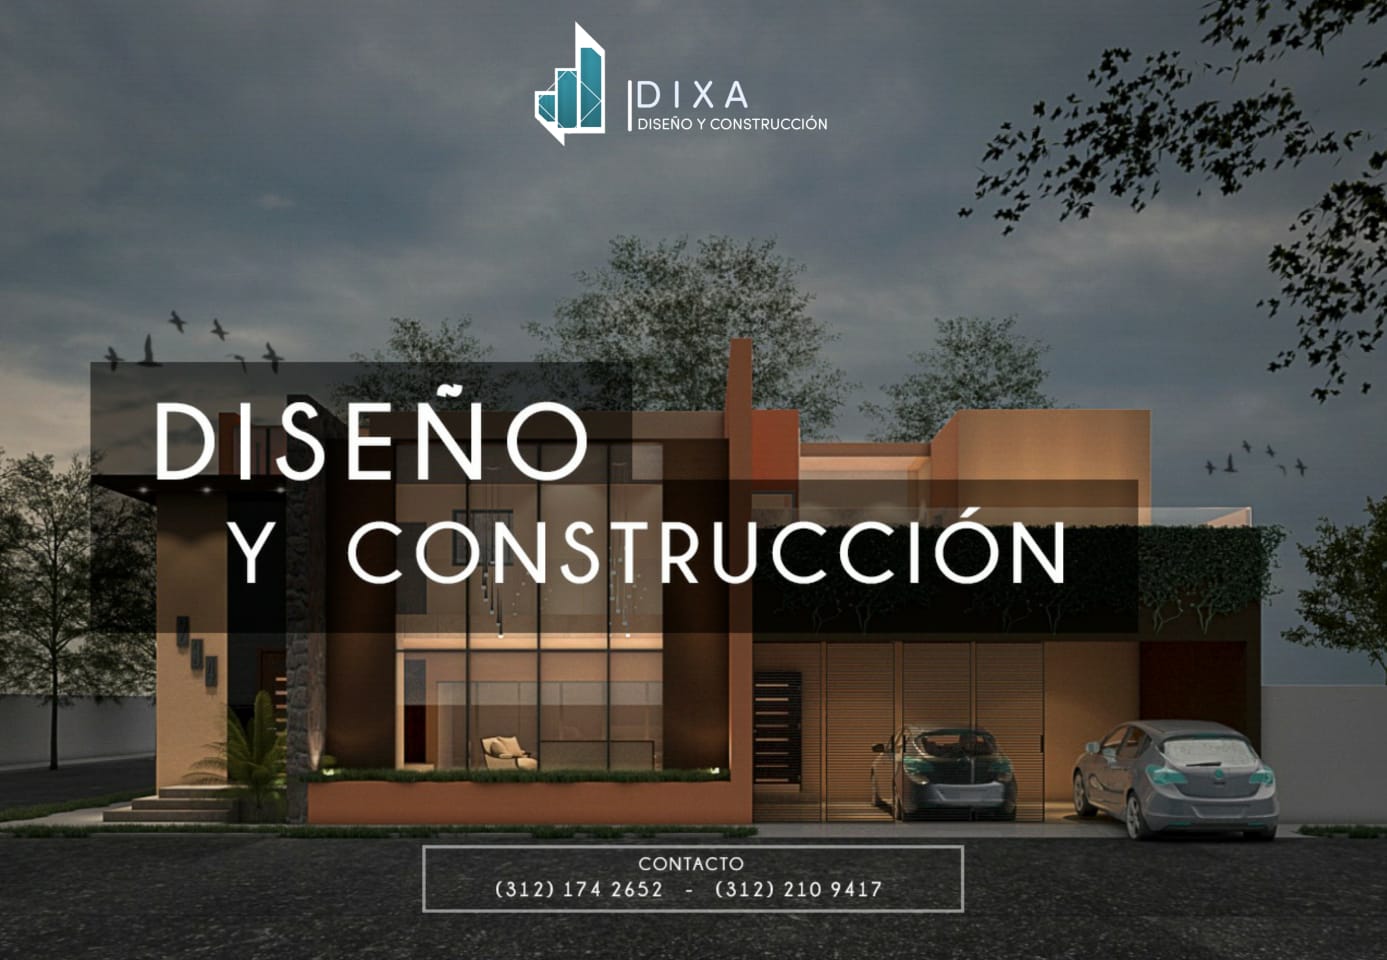 DIXA
DISEÑO Y CONSTRUCCIÓN
DISEÑO
Y CONSTRUCCIÓN
CONTACTO
(312) 174 2652 - (312) 210 9417